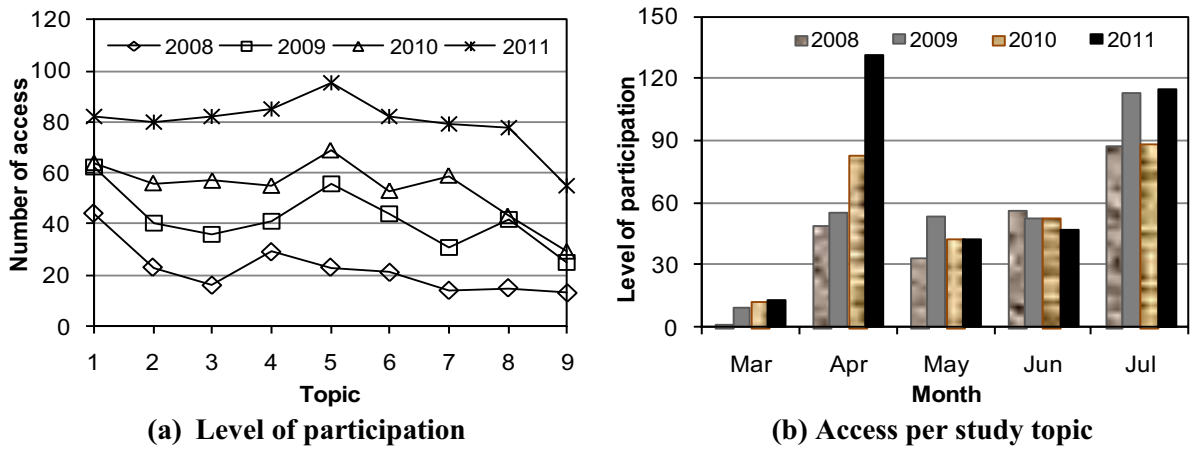 120
100
80
60
40
20
0
2008 2009 2010 2011
Number of access
1 2 3 4 5 6 7 8 9
Topic
(a) Level of participation
150
120
90
60
30
0
2008 2009 2010 2011
Level of participation
Mar Apr May Jun Jul
Month
(b) Access per study topic